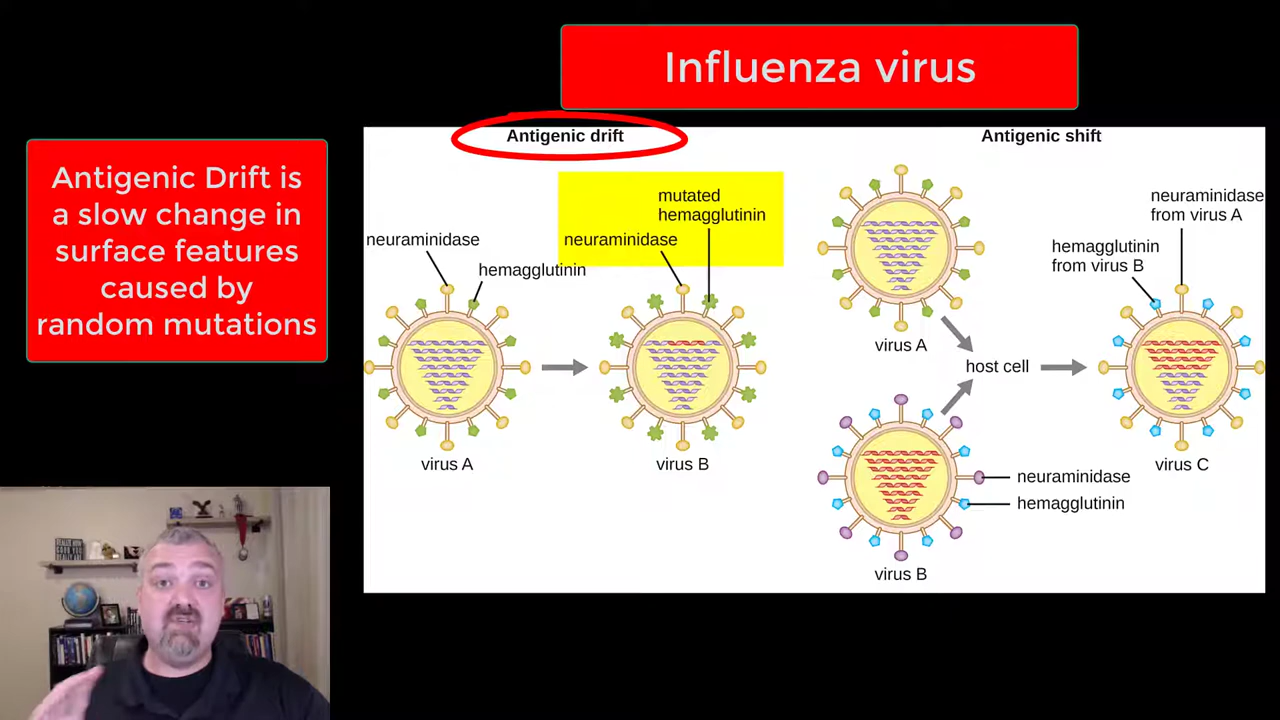 Influenza virus
Antigenic Drift is
a slow change in
surface features
caused by
random mutations
Antigenic drift
neuraminidase
hemagglutinin
virus A
mutated
hemagglutinin
neuraminidase
virus B
Antigenic shift
virus A
host cell
neuraminidase
hemagglutinin
virus B
neuraminidase
from virus A
hemagglutinin
from virus B
virus C